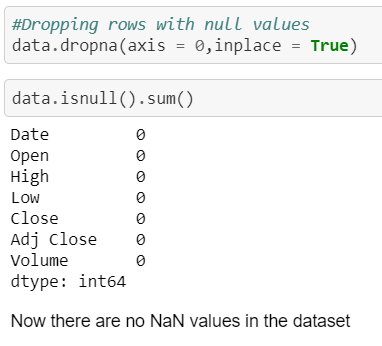 #Dropping rows with null values
data.dropna(axis = 0,inplace = True)
data.isnull().sum()
Date 0
Open 0
High 0
Low 0
Close 0
Adj Close 0
Volume 0
dtype: int64
Now there are no NaN values in the dataset